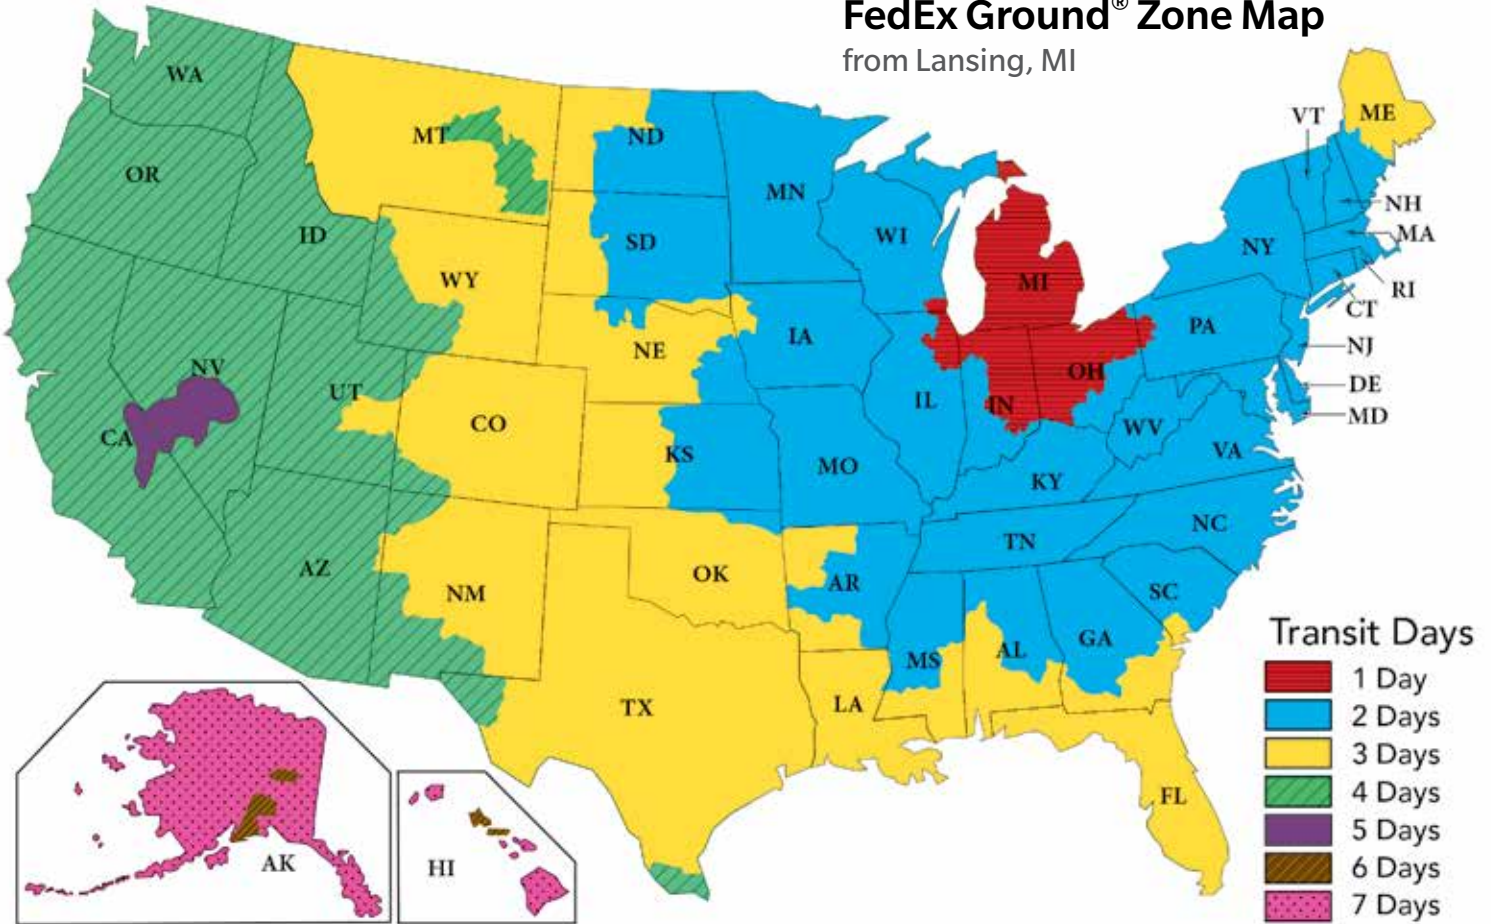 FedEx Ground® Zone Map
from Lansing, MI
WA
OR
ID
MT
ND
MN
SD
WY
WI
MI
VT
ME
NH
MA
NY
RI
CT
PA
NJ
DE
MD
NV
UT
CA
CO
NE
IA
IL
IN
OH
WV
VA
KS
MO
KY
TN
NC
AZ
NM
OK
AR
SC
MS
AL
GA
TX
LA
FL
AK
HI
Transit Days
1 Day
2 Days
3 Days
4 Days
5 Days
6 Days
7 Days